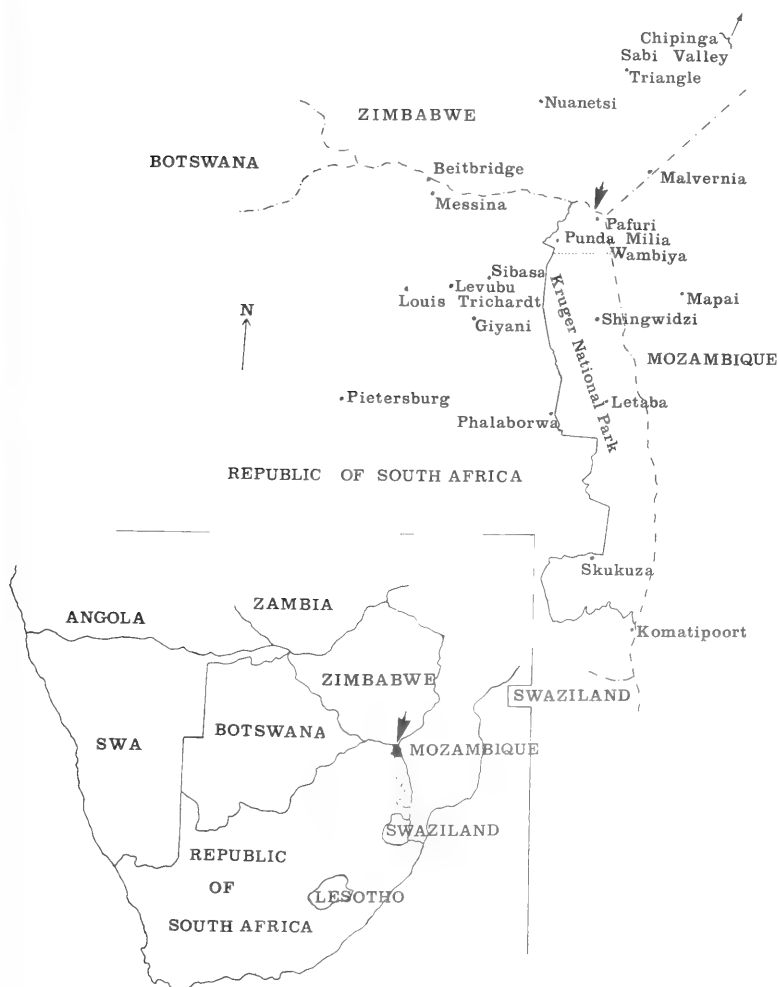 Chipinga
Sabi Valley
Triangle
Nuanetsi
ZIMBABWE
BOTSWANA
Beitbridge
Malvernia
Messina
Pafuri
Punda Milia
Wambiya
Sibasa
Levubu
Mapai
Louis Trichardt
N
Giyani
Shingwidzi
Kruger National Park
MOZAMBIQUE
Pietersburg
Letaba
Phalaborwa
REPUBLIC OF SOUTH AFRICA
Skukuza
ZAMBIA
ANGOLA
Komatipoort
ZIMBABWE
SWAZILAND
BOTSWANA
SWA
MOZAMBIQUE
SWAZILAND
REPUBLIC
OF
LESOTHO
SOUTH AFRICA